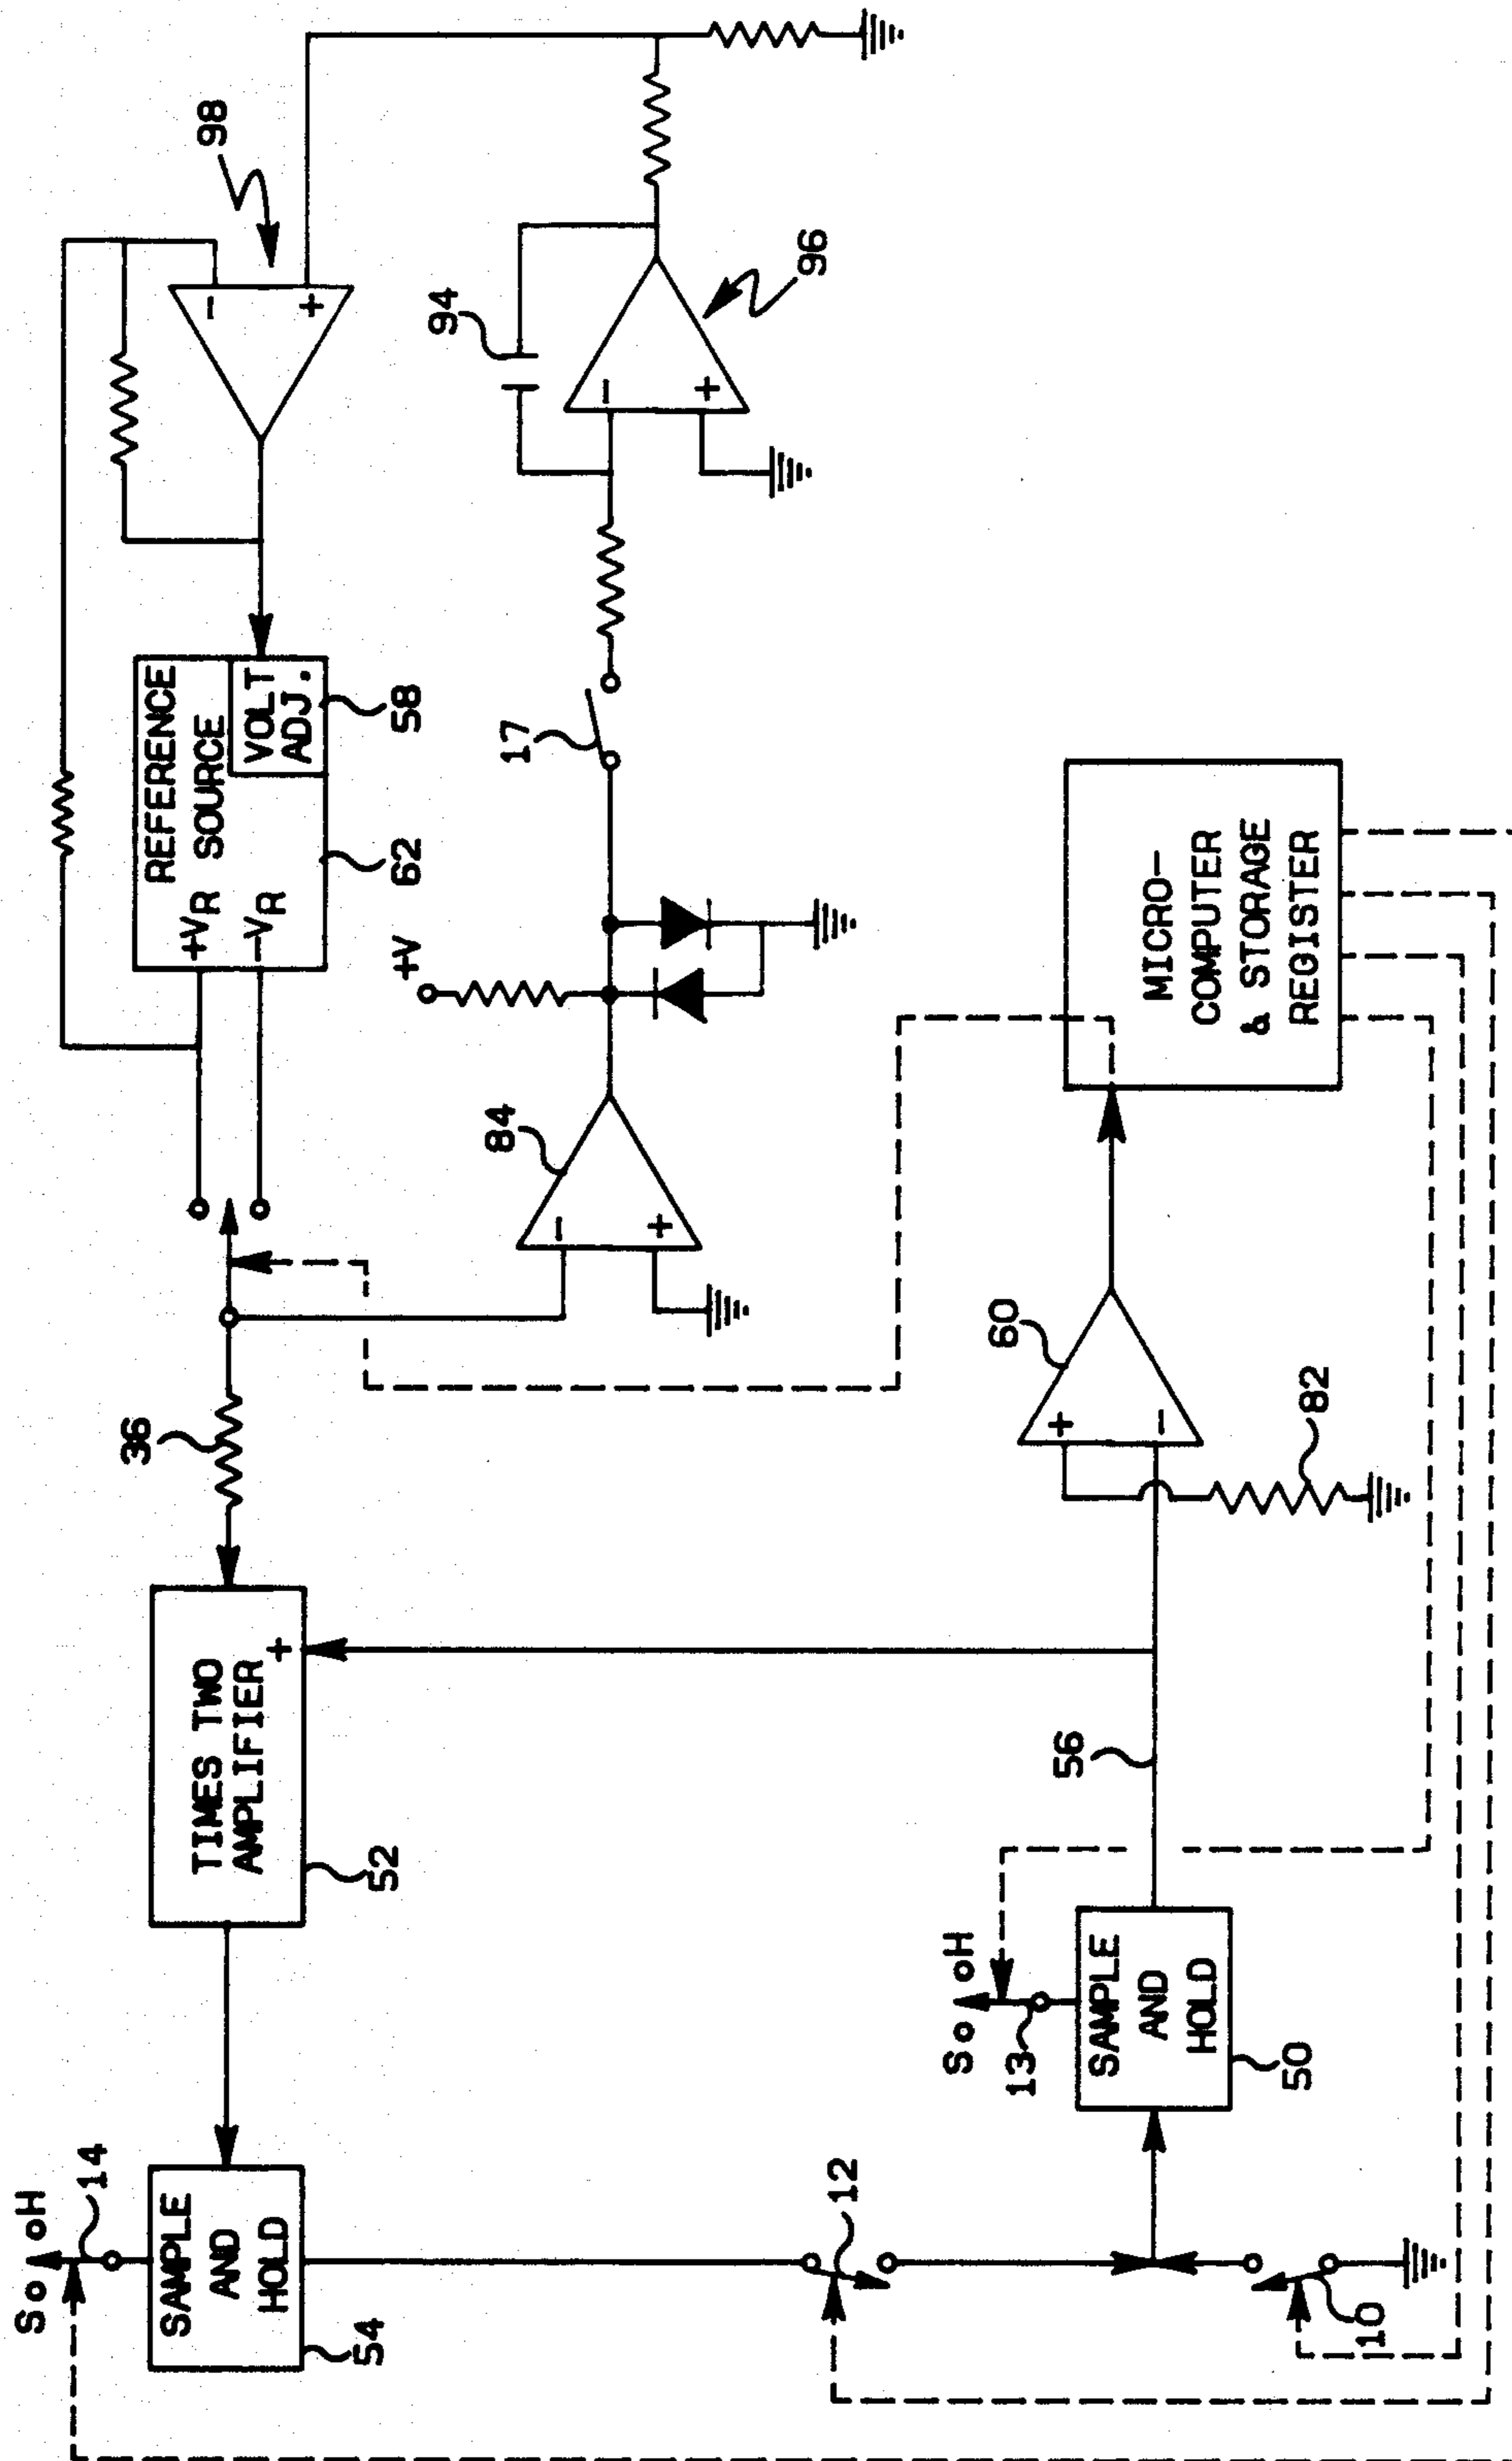 S H
14
SAMPLE
AND
HOLD
54
TIMES TWO
AMPLIFIER
+
52
36
+VR
-VR
REFERENCE
SOURCE
VOLT
ADJ.
62
58
98
-
+
84
-
+
+V
17
94
-
+
96
12
10
S H
13
SAMPLE
AND
HOLD
50
56
60
+
-
82
MICRO-
COMPUTER
& STORAGE
REGISTER